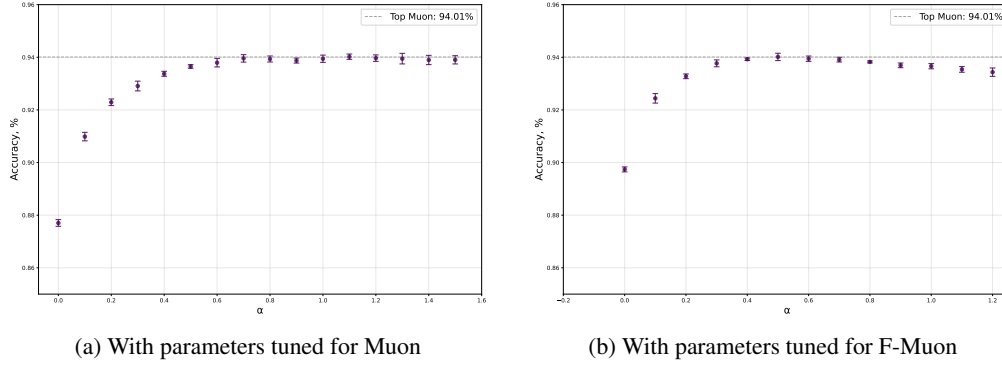 0.96
0.94
0.92
0.90
0.88
0.86
Accuracy, %
Top Muon: 94.01%
0.0 0.2 0.4 0.6 0.8 1.0 1.2 1.4 1.6
α
(a) With parameters tuned for Muon
0.96
0.94
0.92
0.90
0.88
0.86
Accuracy, %
Top Muon: 94.01%
−0.2 0.0 0.2 0.4 0.6 0.8 1.0 1.2
α
(b) With parameters tuned for F-Muon